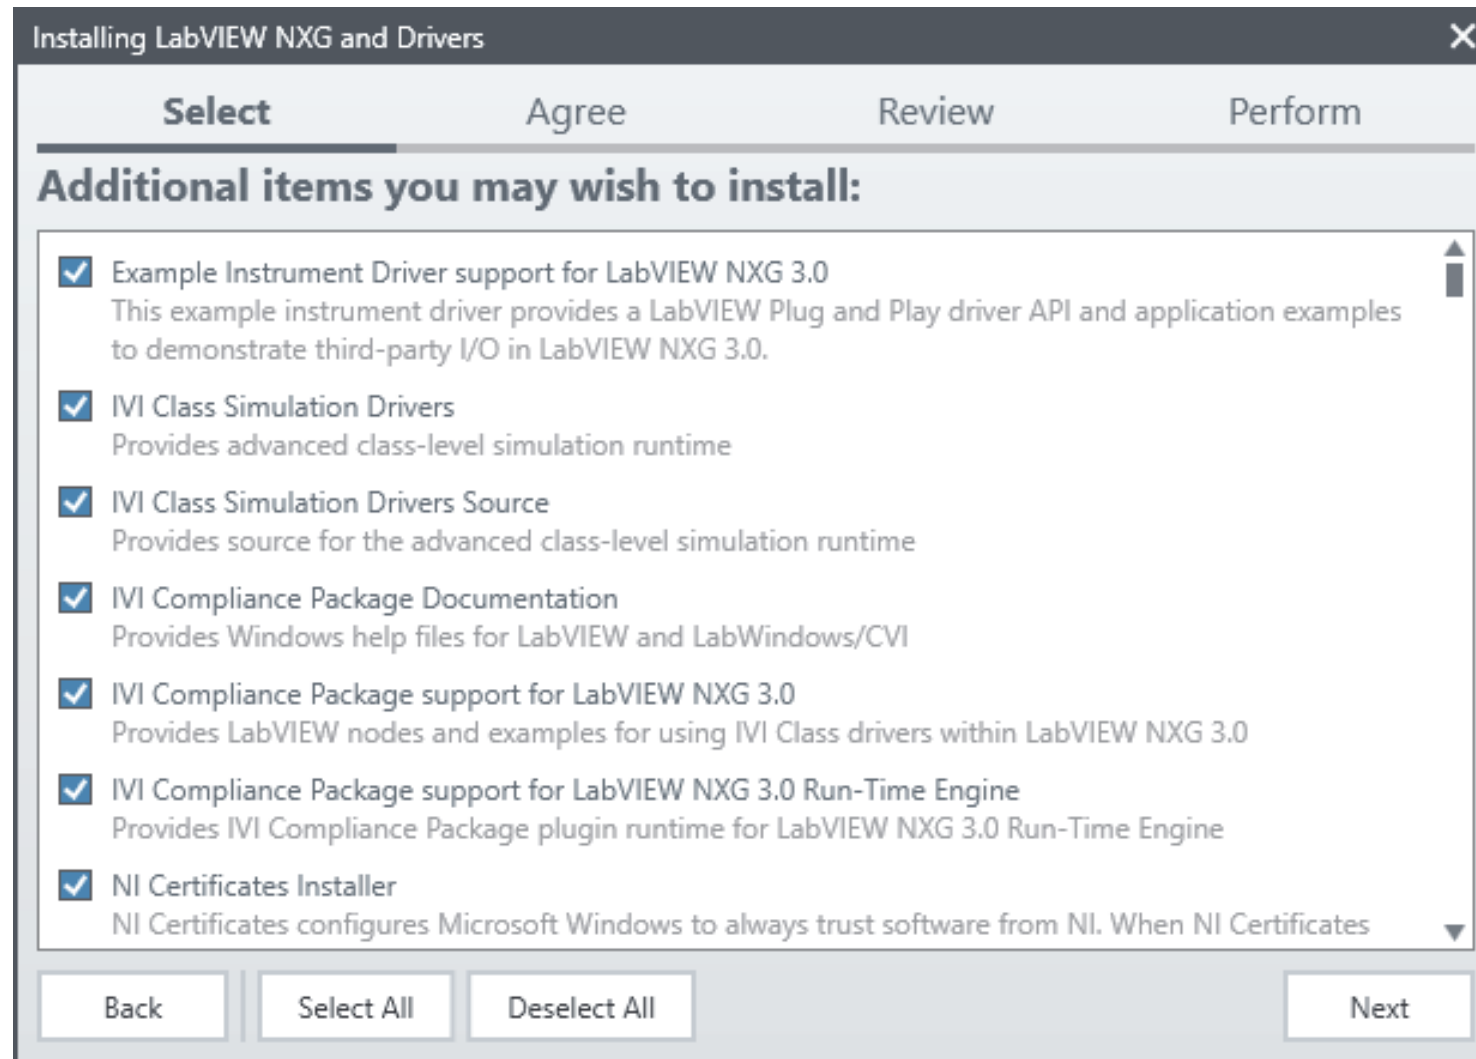 Installing LabVIEW NXG and Drivers
Select Agree Review Perform
Additional items you may wish to install:
Example Instrument Driver support for LabVIEW NXG 3.0
This example instrument driver provides a LabVIEW Plug and Play driver API and application examples
to demonstrate third-party I/O in LabVIEW NXG 3.0.
IVI Class Simulation Drivers
Provides advanced class-level simulation runtime
IVI Class Simulation Drivers Source
Provides source for the advanced class-level simulation runtime
IVI Compliance Package Documentation
Provides Windows help files for LabVIEW and LabWindows/CVI
IVI Compliance Package support for LabVIEW NXG 3.0
Provides LabVIEW nodes and examples for using IVI Class drivers within LabVIEW NXG 3.0
IVI Compliance Package support for LabVIEW NXG 3.0 Run-Time Engine
Provides IVI Compliance Package plugin runtime for LabVIEW NXG 3.0 Run-Time Engine
NI Certificates Installer
NI Certificates configures Microsoft Windows to always trust software from NI. When NI Certificates
Back Select All Deselect All Next